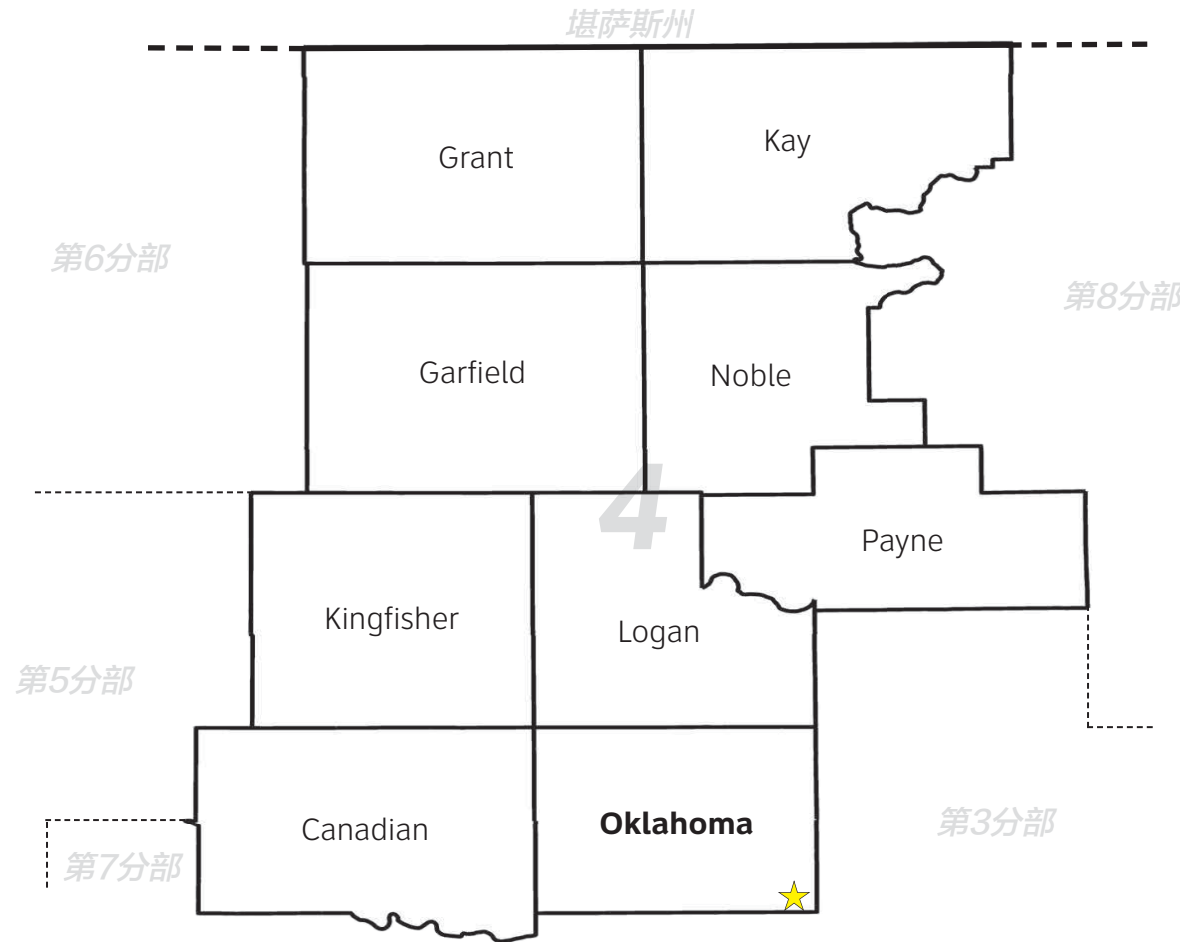 堪萨斯州
Grant
Kay
第6分部
第8分部
Garfield
Noble
4
Payne
Kingfisher
Logan
第5分部
Canadian
Oklahoma
第3分部
第7分部